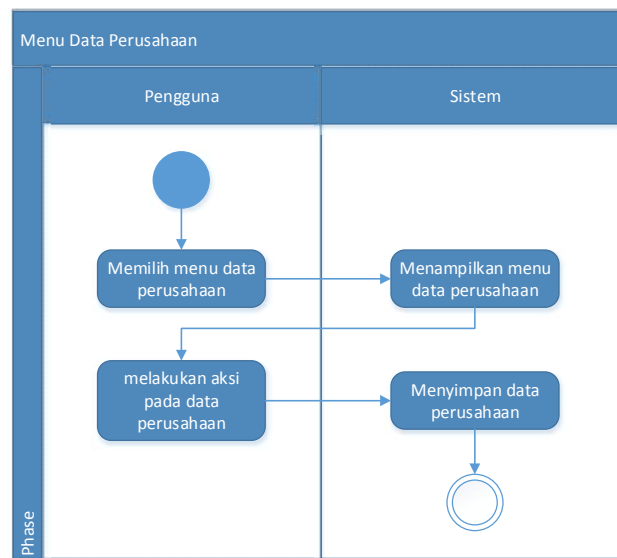 Menu Data Perusahaan
Pengguna
Sistem
Memilih menu data
perusahaan
Menampilkan menu
data perusahaan
melakukan aksi
pada data
perusahaan
Menyimpan data
perusahaan
Phase